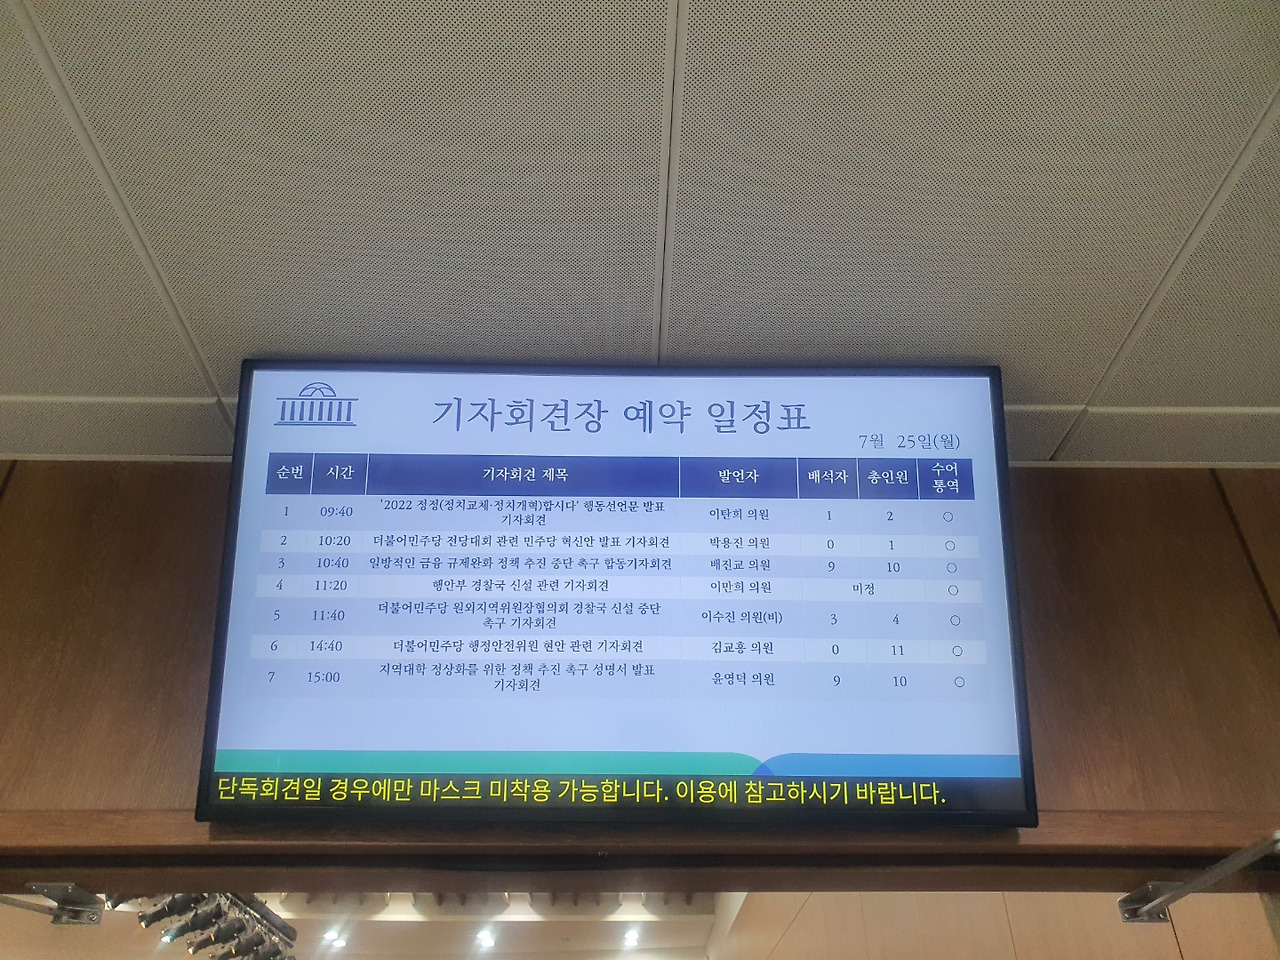 기자회견장 예약 일정표
7월 25일(월)
순번 시간 기자회견 제목 발언자 배석자 총인원 수어
통역
1 09:40 '2022 정정(정치교체·정치개혁)합시다' 행동선언문 발표 이탄희 의원 1 2 ○
기자회견
2 10:20 더불어민주당 전당대회 관련 민주당 혁신안 발표 기자회견 박용진 의원 0 1 ○
3 10:40 일방적인 금융 규제완화 정책 추진 중단 촉구 합동기자회견 배진교 의원 9 10 ○
4 11:20 행안부 경찰국 신설 관련 기자회견 이만희 의원 미정 ○
5 11:40 더불어민주당 원외지역위원장협의회 경찰국 신설 중단 이수진 의원(비) 3 4 ○
촉구 기자회견
6 14:40 더불어민주당 행정안전위원 현안 관련 기자회견 김교흥 의원 0 11 ○
7 15:00 지역대학 정상화를 위한 정책 추진 촉구 성명서 발표 윤영덕 의원 9 10 ○
기자회견
단독회견일 경우에만 마스크 미착용 가능합니다. 이용에 참고하시기 바랍니다.